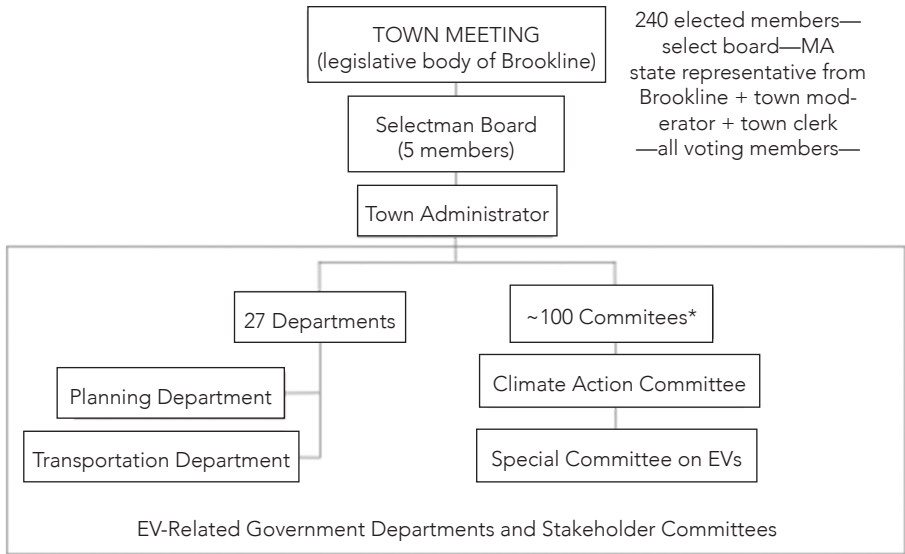 TOWN MEETING
(legislative body of Brookline)
240 elected members—
select board—MA
state representative from
Brookline + town mod-
erator + town clerk
—all voting members—
Selectman Board
(5 members)
Town Administrator
27 Departments
~100 Commitees*
Planning Department
Climate Action Committee
Transportation Department
Special Committee on EVs
EV-Related Government Departments and Stakeholder Committees